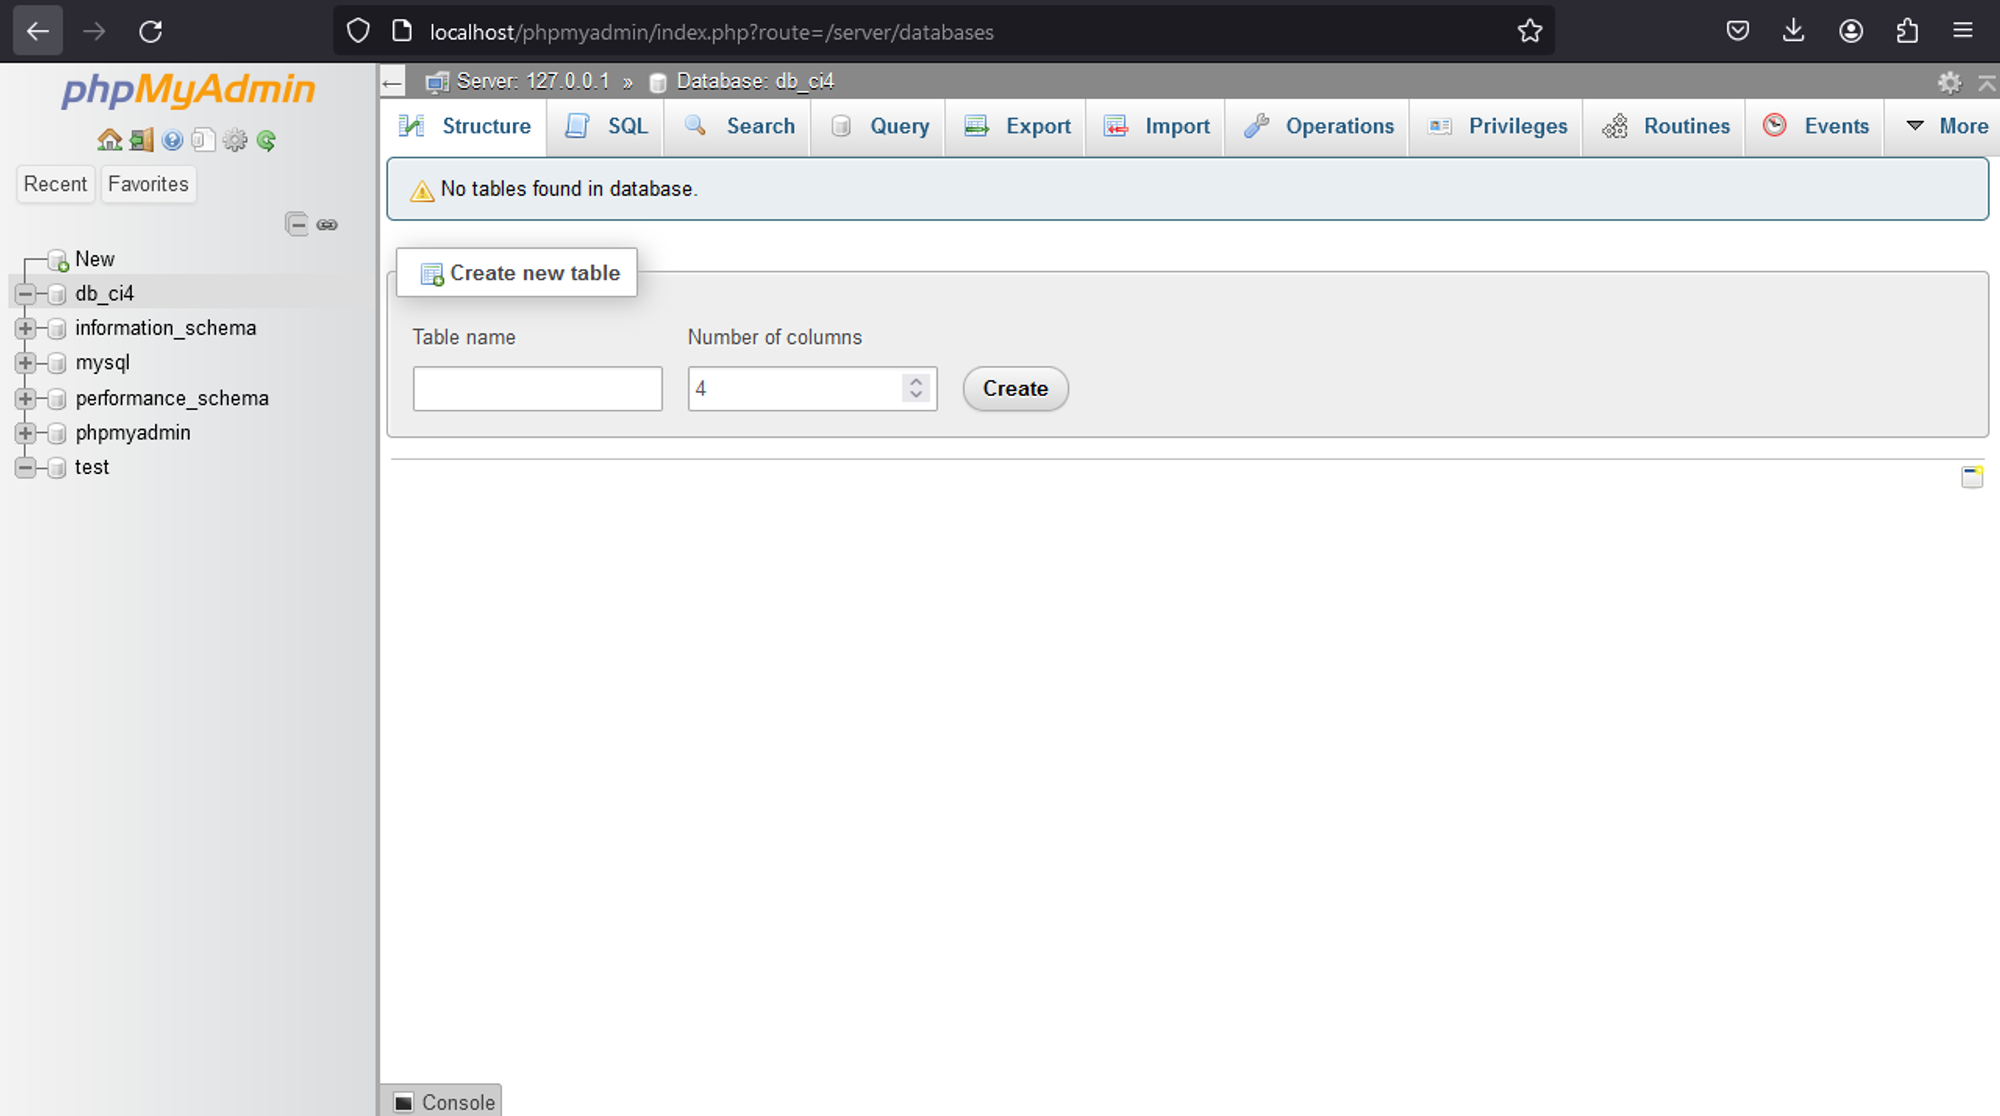 localhost/phpmyadmin/index.php?route=/server/databases
phpMyAdmin
Recent Favorites
New
db_ci4
information_schema
mysql
performance_schema
phpmyadmin
test
Server: 127.0.0.1 » Database: db_ci4
Structure SQL Search Query Export Import Operations Privileges Routines Events More
No tables found in database.
Create new table
Table name Number of columns
4 Create
Console